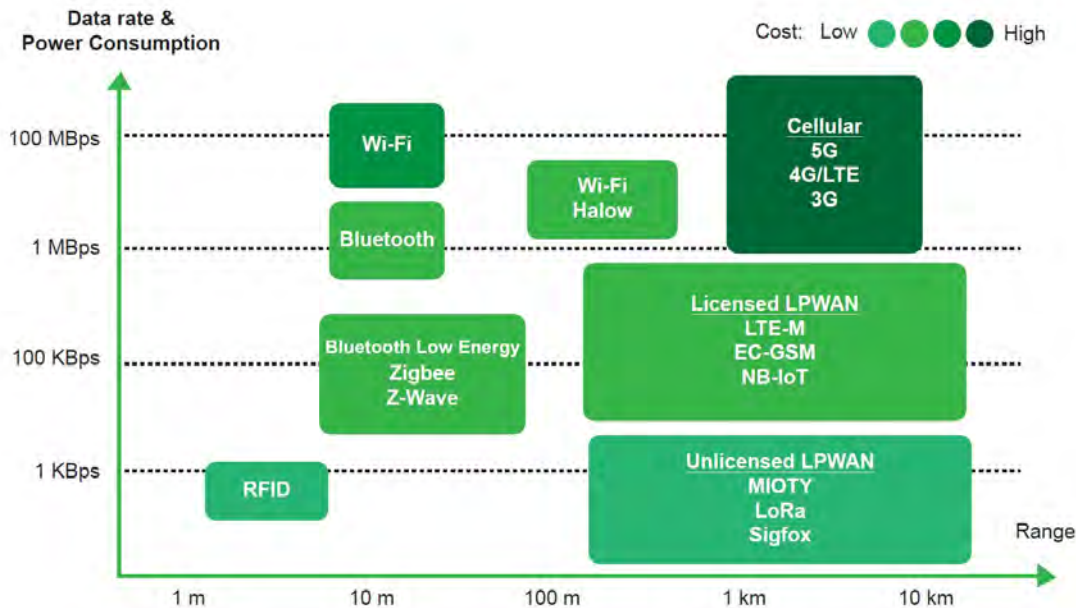 Data rate &
Power Consumption
Cost: Low High
100 MBps
1 MBps
100 KBps
1 KBps
Wi-Fi
Bluetooth
Wi-Fi
Halow
Cellular
5G
4G/LTE
3G
Bluetooth Low Energy
Zigbee
Z-Wave
Licensed LPWAN
LTE-M
EC-GSM
NB-IoT
RFID
Unlicensed LPWAN
MIOTY
LoRa
Sigfox
Range
1 m
10 m
100 m
1 km
10 km